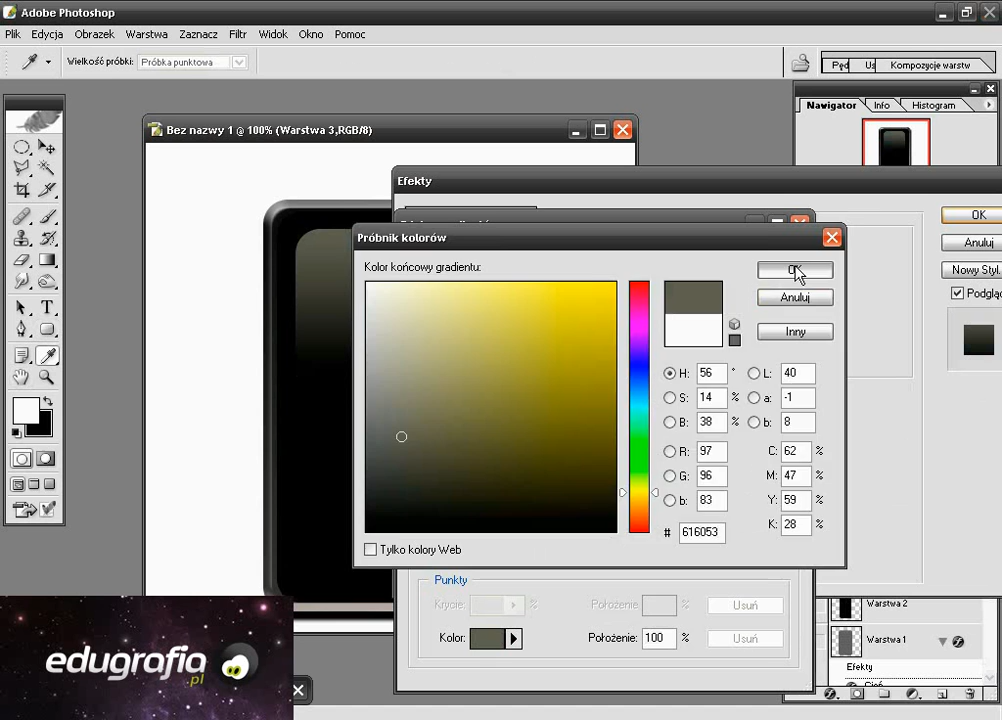 Adobe Photoshop
Plik Edycja Obrazek Warstwa Zaznacz Filtr Widok Okno Pomoc
Wielkość próbki: Próbka punktowa
Kompozycje warstw
Nawigator Info Histogram
Bez nazwy 1 @ 100% (Warstwa 3,RGB/8)
Efekty
OK
Anuluj
Nowy Styl.
Podgląd
Próbnik kolorów
Kolor końcowy gradientu:
OK
Anuluj
Inny
H: 56 ° L: 40
S: 14 % a: -1
B: 38 % b: 8
R: 97 C: 62 %
G: 96 M: 47 %
b: 83 Y: 59 %
# 616053 K: 28 %
Tylko kolory Web
Punkty
Krycie: % Położenie: % Usuń
Kolor: Położenie: 100 % Usuń
Warstwa 2
Warstwa 1
Efekty
Cień
edugrafia
.pl